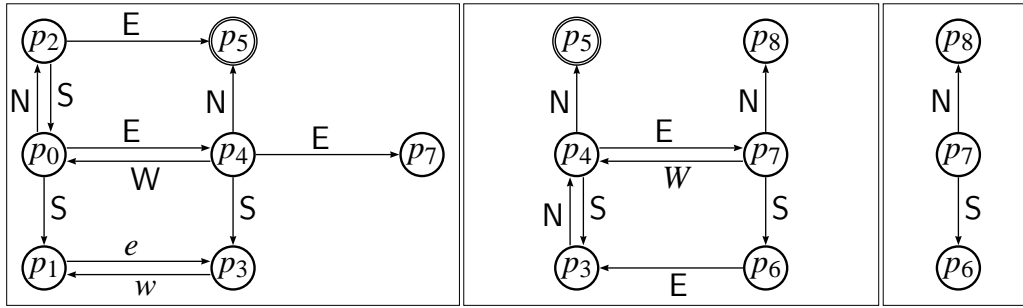 p2 E p5 p5 p8 p8
N S N N N N
p0 E p4 E p7 p4 E p7 p7
W W
S S N S S S
p1 e p3 p3 p6 p6
w E